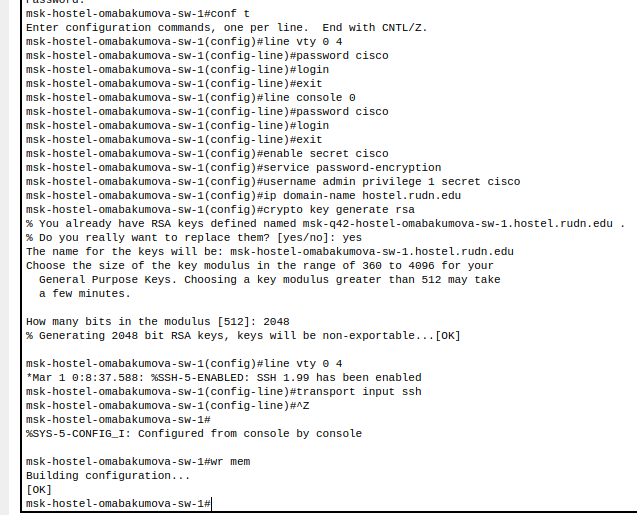 Password:
msk-hostel-omabakumova-sw-1#conf t
Enter configuration commands, one per line.  End with CNTL/Z.
msk-hostel-omabakumova-sw-1(config)#line vty 0 4
msk-hostel-omabakumova-sw-1(config-line)#password cisco
msk-hostel-omabakumova-sw-1(config-line)#login
msk-hostel-omabakumova-sw-1(config-line)#exit
msk-hostel-omabakumova-sw-1(config)#line console 0
msk-hostel-omabakumova-sw-1(config-line)#password cisco
msk-hostel-omabakumova-sw-1(config-line)#login
msk-hostel-omabakumova-sw-1(config-line)#exit
msk-hostel-omabakumova-sw-1(config)#enable secret cisco
msk-hostel-omabakumova-sw-1(config)#service password-encryption
msk-hostel-omabakumova-sw-1(config)#username admin privilege 1 secret cisco
msk-hostel-omabakumova-sw-1(config)#ip domain-name hostel.rudn.edu
msk-hostel-omabakumova-sw-1(config)#crypto key generate rsa
% You already have RSA keys defined named msk-q42-hostel-omabakumova-sw-1.hostel.rudn.edu .
% Do you really want to replace them? [yes/no]: yes
The name for the keys will be: msk-hostel-omabakumova-sw-1.hostel.rudn.edu
Choose the size of the key modulus in the range of 360 to 4096 for your
  General Purpose Keys. Choosing a key modulus greater than 512 may take
  a few minutes.

How many bits in the modulus [512]: 2048
% Generating 2048 bit RSA keys, keys will be non-exportable...[OK]

msk-hostel-omabakumova-sw-1(config)#line vty 0 4
*Mar 1 0:8:37.588: %SSH-5-ENABLED: SSH 1.99 has been enabled
msk-hostel-omabakumova-sw-1(config-line)#transport input ssh
msk-hostel-omabakumova-sw-1(config-line)#^Z
msk-hostel-omabakumova-sw-1#
%SYS-5-CONFIG_I: Configured from console by console

msk-hostel-omabakumova-sw-1#wr mem
Building configuration...
[OK]
msk-hostel-omabakumova-sw-1#